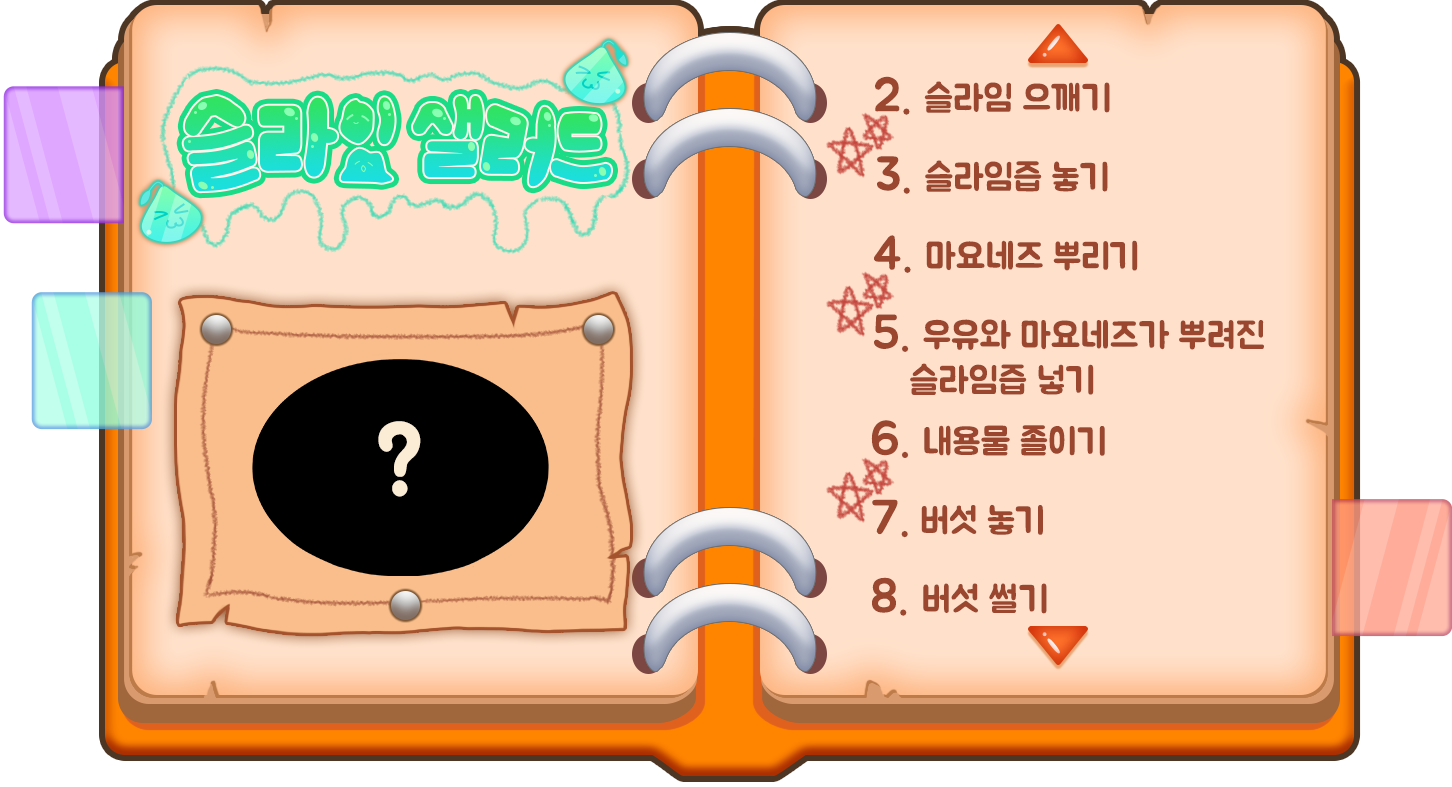 슬라임 샐러드
?
2. 슬라임 으깨기
3. 슬라임즙 놓기
4. 마요네즈 뿌리기
5. 우유와 마요네즈가 뿌려진
슬라임즙 넣기
6. 내용물 졸이기
7. 버섯 놓기
8. 버섯 썰기